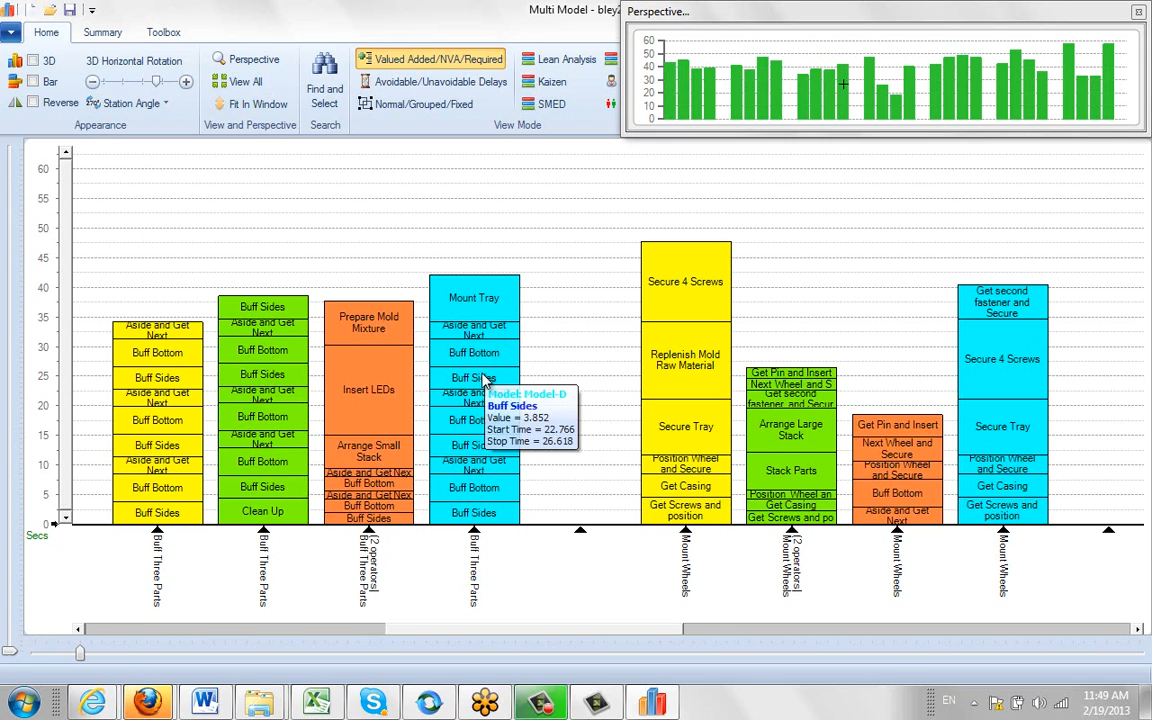 Multi Model - bley2
Perspective...
Home
Summary
Toolbox
3D
3D Horizontal Rotation
Bar
Reverse
Station Angle
Appearance
Perspective
View All
Fit In Window
View and Perspective
Find and
Select
Search
Valued Added/NVA/Required
Avoidable/Unavoidable Delays
Normal/Grouped/Fixed
View Mode
Lean Analysis
Kaizen
SMED
60
50
40
30
20
10
0
60
55
50
45
40
35
30
25
20
15
10
5
0
Secs
Aside and Get
Next
Buff Bottom
Buff Sides
Aside and Get
Next
Buff Bottom
Buff Sides
Aside and Get
Next
Buff Bottom
Buff Sides
Buff Three Parts
Buff Sides
Aside and Get
Next
Buff Bottom
Buff Sides
Aside and Get
Next
Buff Bottom
Aside and Get
Next
Buff Bottom
Buff Sides
Clean Up
Buff Three Parts
Prepare Mold
Mixture
Insert LEDs
Arrange Small
Stack
Aside and Get Nex
Buff Bottom
Aside and Get Nex
Buff Bottom
Buff Sides
[2 operators]
Buff Three Parts
Mount Tray
Aside and Get
Next
Buff Bottom
Buff Sides
Aside and Get
Next
Buff
Buff Sid
Aside and Get
Next
Buff Bottom
Buff Sides
Buff Three Parts
Model: Model-D
Buff Sides
Value = 3.852
Start Time = 22.766
Stop Time = 26.618
Secure 4 Screws
Replenish Mold
Raw Material
Secure Tray
Position Wheel
and Secure
Get Casing
Get Screws and
position
Mount Wheels
Get Pin and Insert
Next Wheel and S
Get second
fastener and Secur
Arrange Large
Stack
Stack Parts
Position Wheel an
Get Casing
Get Screws and po
[2 operators]
Mount Wheels
Get Pin and Insert
Next Wheel and
Secure
Position Wheel
and Secure
Buff Bottom
Aside and Get
Next
Mount Wheels
Get second
fastener and
Secure
Secure 4 Screws
Secure Tray
Position Wheel
and Secure
Get Casing
Get Screws and
position
Mount Wheels
EN
11:49 AM
2/19/2013